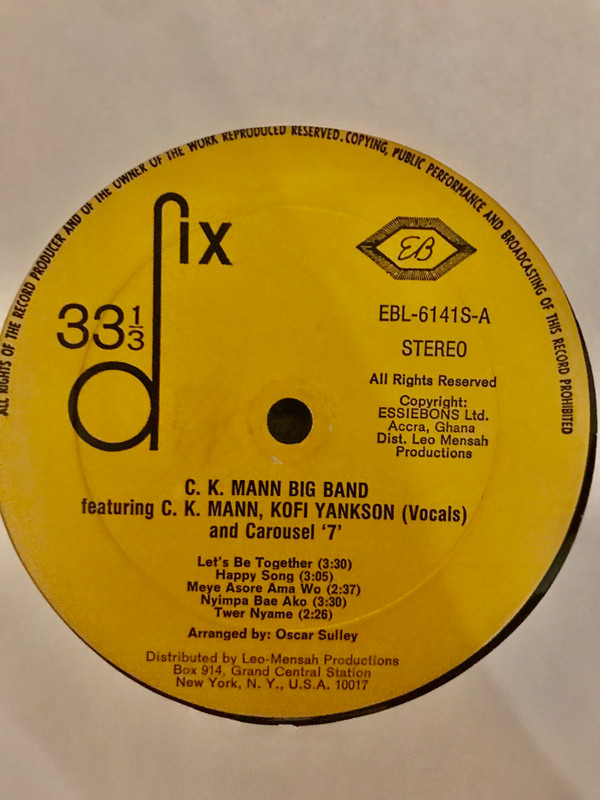 ALL RIGHTS OF THE RECORD PRODUCER AND OF THE OWNER OF THE WORK REPRODUCED RESERVED. COPYING, PUBLIC PERFORMANCE AND BROADCASTING OF THIS RECORD PROHIBITED
dix
33 1/3
EB
EBL-6141S-A
STEREO
All Rights Reserved
Copyright:
ESSIEBONS Ltd.
Accra, Ghana
Dist. Leo Mensah
Productions
C. K. MANN BIG BAND
featuring C. K. MANN, KOFI YANKSON (Vocals)
and Carousel ‘7’
Let's Be Together (3:30)
Happy Song (3:05)
Meye Asore Ama Wo (2:37)
Nyimpa Bae Ako (3:30)
Twer Nyame (2:26)
Arranged by: Oscar Sulley
Distributed by Leo-Mensah Productions
Box 914, Grand Central Station
New York, N. Y., U.S.A. 10017